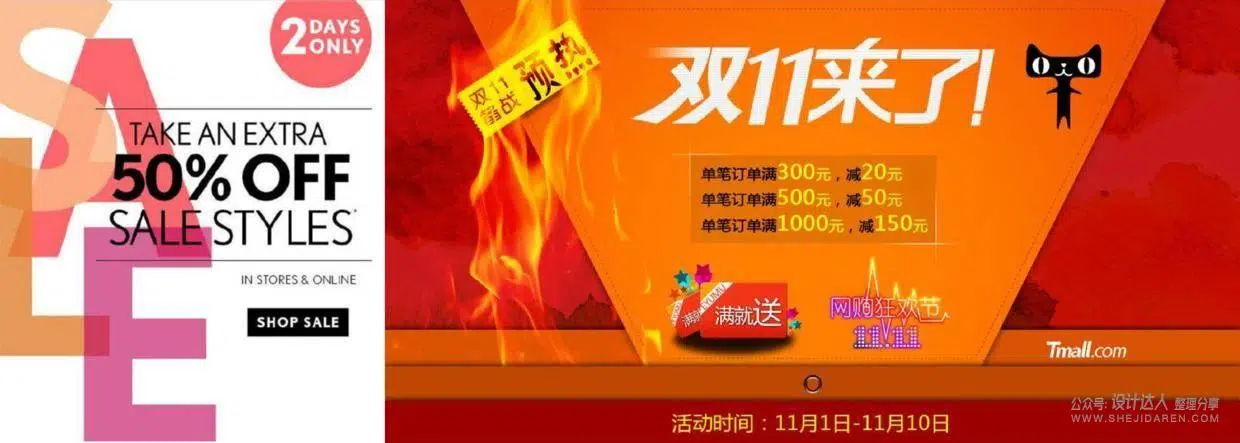 SALE
2 DAYS
ONLY
TAKE AN EXTRA
50% OFF
SALE STYLES*
IN STORES & ONLINE
SHOP SALE
双11
备战
预热
双11来了!
单笔订单满300元，减20元
单笔订单满500元，减50元
单笔订单满1000元，减150元
满就送
网购狂欢节
11.11
Tmall.com
活动时间：11月1日-11月10日
公众号: 设计达人 整理分享
WWW.SHEJIDAREN.COM